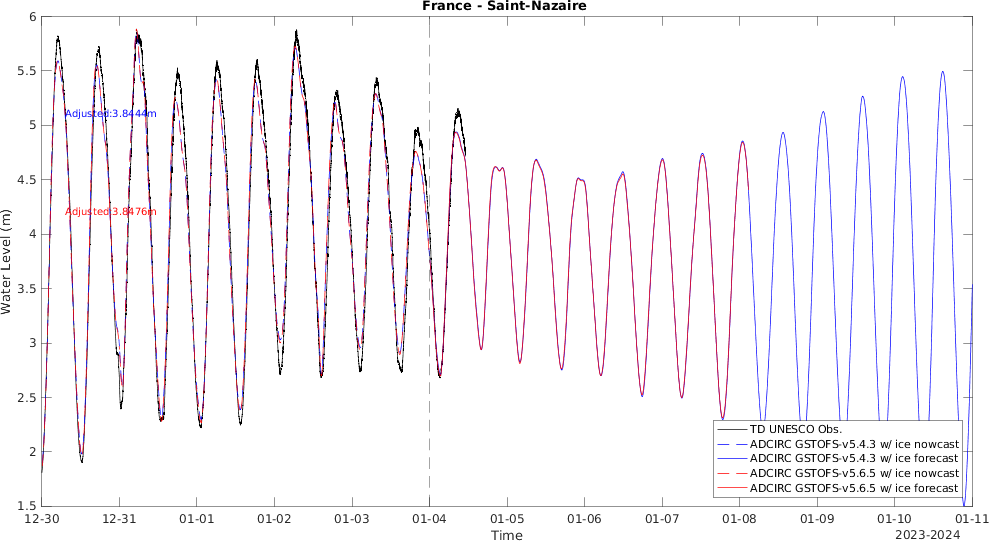 France - Saint-Nazaire
6
5.5
5
4.5
4
3.5
3
2.5
2
1.5
Water Level (m)
Adjusted:3.8444m
Adjusted:3.8476m
TD UNESCO Obs.
ADCIRC GSTOFS-v5.4.3 w/ ice nowcast
ADCIRC GSTOFS-v5.4.3 w/ ice forecast
ADCIRC GSTOFS-v5.6.5 w/ ice nowcast
ADCIRC GSTOFS-v5.6.5 w/ ice forecast
12-30 12-31 01-01 01-02 01-03 01-04 01-05 01-06 01-07 01-08 01-09 01-10 01-11
Time
2023-2024